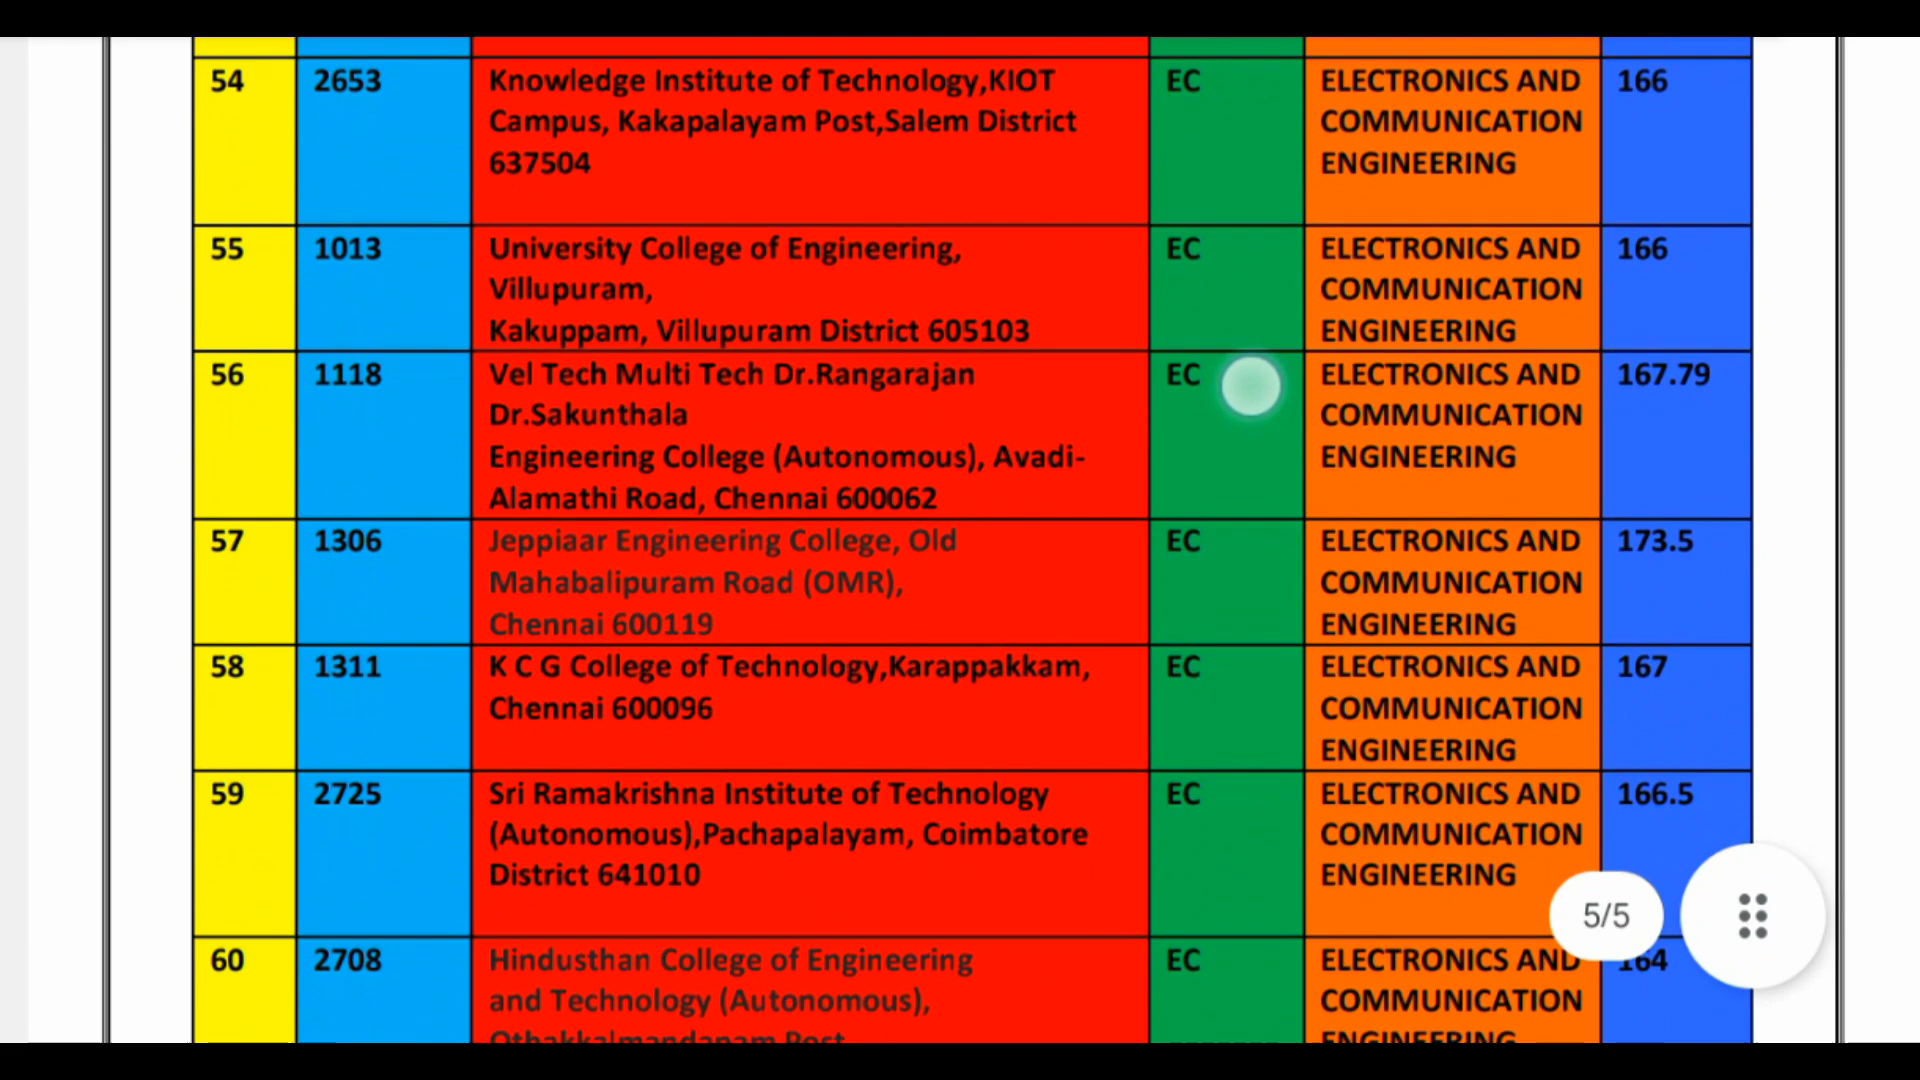 54 2653 Knowledge Institute of Technology,KIOT EC ELECTRONICS AND 166
Campus, Kakapalayam Post,Salem District COMMUNICATION
637504 ENGINEERING
55 1013 University College of Engineering, EC ELECTRONICS AND 166
Villupuram, COMMUNICATION
Kakuppam, Villupuram District 605103 ENGINEERING
56 1118 Vel Tech Multi Tech Dr.Rangarajan EC ELECTRONICS AND 167.79
Dr.Sakunthala COMMUNICATION
Engineering College (Autonomous), Avadi- ENGINEERING
Alamathi Road, Chennai 600062
57 1306 Jeppiaar Engineering College, Old EC ELECTRONICS AND 173.5
Mahabalipuram Road (OMR), COMMUNICATION
Chennai 600119 ENGINEERING
58 1311 K C G College of Technology,Karappakkam, EC ELECTRONICS AND 167
Chennai 600096 COMMUNICATION
ENGINEERING
59 2725 Sri Ramakrishna Institute of Technology EC ELECTRONICS AND 166.5
(Autonomous),Pachapalayam, Coimbatore COMMUNICATION
District 641010 ENGINEERING
5/5
60 2708 Hindusthan College of Engineering EC ELECTRONICS AND 164
and Technology (Autonomous), COMMUNICATION
Othakkalmandapam Post ENGINEERING